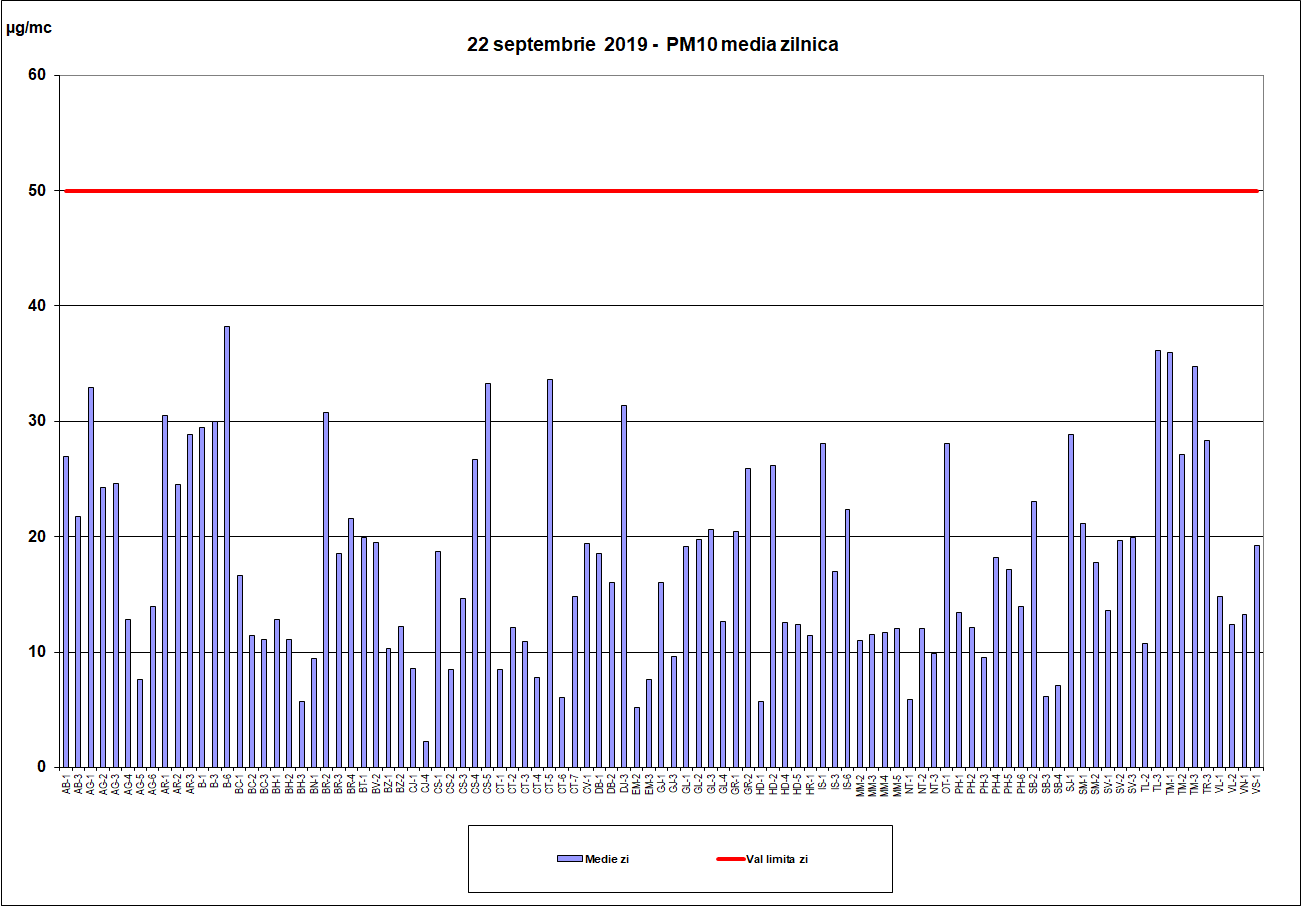 µg/mc
22 septembrie 2019 - PM10 media zilnica
60
50
40
30
20
10
0
AB-1 AB-3 AG-1 AG-2 AG-3 AG-4 AG-5 AG-6 AR-1 AR-2 AR-3 B-1 B-3 B-6 BC-1 BC-2 BC-3 BH-1 BH-2 BH-3 BN-1 BR-2 BR-3 BR-4 BT-1 BV-2 BZ-1 BZ-2 CJ-1 CJ-4 CS-1 CS-2 CS-3 CS-4 CS-5 CT-1 CT-2 CT-3 CT-4 CT-5 CT-6 CT-7 CV-1 DB-1 DB-2 DJ-3 EM-2 EM-3 GJ-1 GJ-3 GL-1 GL-2 GL-3 GL-4 GR-1 GR-2 HD-1 HD-2 HD-4 HD-5 HR-1 IS-1 IS-3 IS-6 MM-2 MM-3 MM-4 MM-5 NT-1 NT-2 NT-3 OT-1 PH-1 PH-2 PH-3 PH-4 PH-5 PH-6 SB-2 SB-3 SB-4 SJ-1 SM-1 SM-2 SV-1 SV-2 SV-3 TL-2 TL-3 TM-1 TM-2 TM-3 TR-3 VL-1 VL-2 VN-1 VS-1
Medie zi Val limita zi